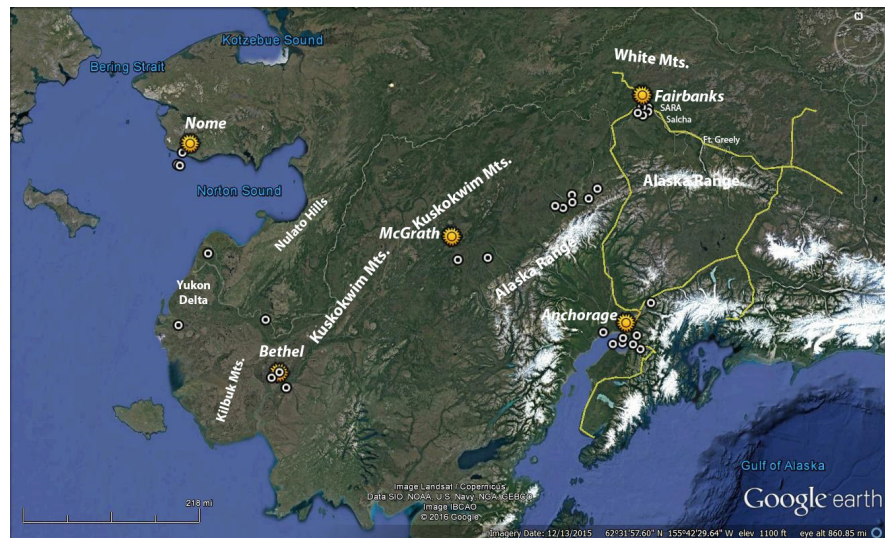 N
Kotzebue Sound
Bering Strait
White Mts.
Fairbanks
SARA
Salcha
Nome
Ft. Greely
Norton Sound
Alaska Range
Kuskokwim Mts.
Nulato Hills
McGrath
Alaska Range
Kuskokwim Mts.
Yukon
Delta
Anchorage
Bethel
Kilbuk Mts.
Gulf of Alaska
Image Landsat / Copernicus
Data SIO, NOAA, U.S. Navy, NGA, GEBCO
Image IBCAO
© 2016 Google
218 mi
Google earth
Imagery Date: 12/13/2015 62°31'57.60" N 155°42'29.64" W elev 1100 ft eye alt 860.85 mi